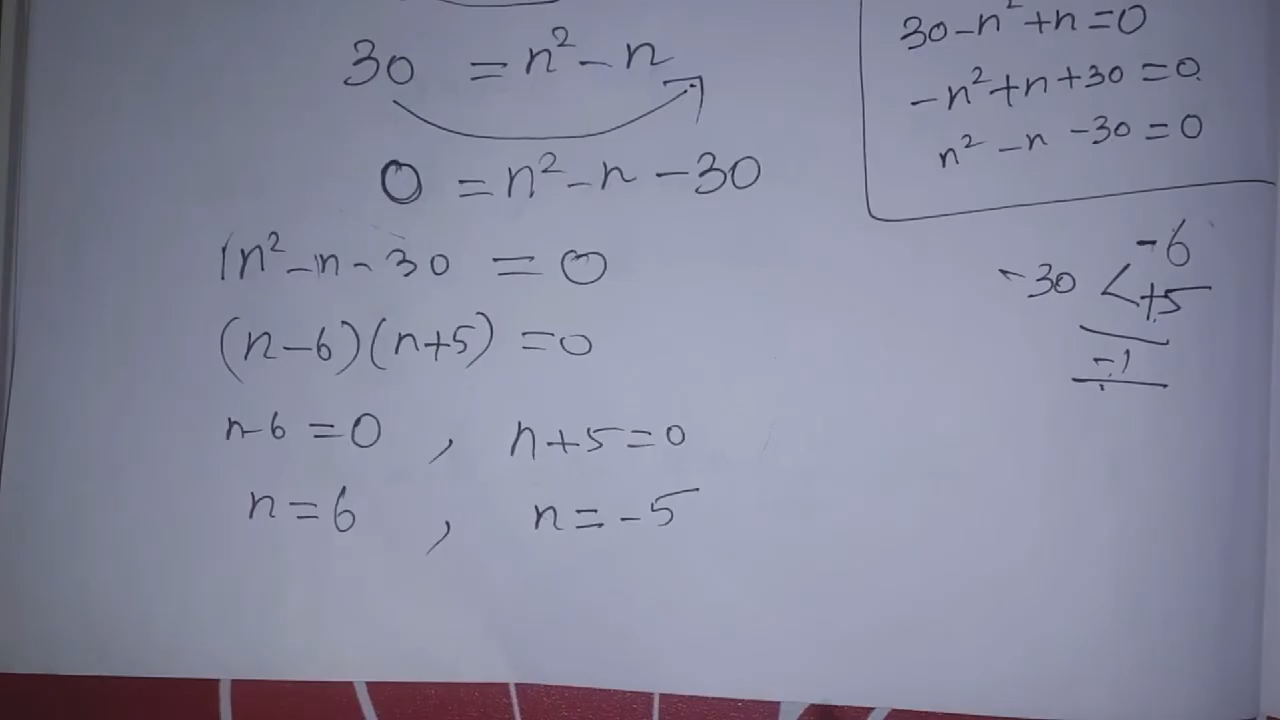 30 = n² - n
0 = n² - n - 30
1n² - n - 30 = 0
(n-6)(n+5) = 0
n-6 = 0 , n+5 = 0
n = 6 , n = -5
30 - n² + n = 0
-n² + n + 30 = 0
n² - n - 30 = 0
-6
-30 < +5
-1